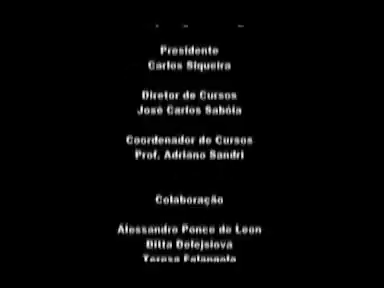 Presidente
Carlos Siqueira
Diretor de Cursos
José Carlos Sabóia
Coordenador de Cursos
Prof. Adriano Sandri
Colaboração
Alessandro Ponce de Leon
Ditta Dolejsiova
Teresa